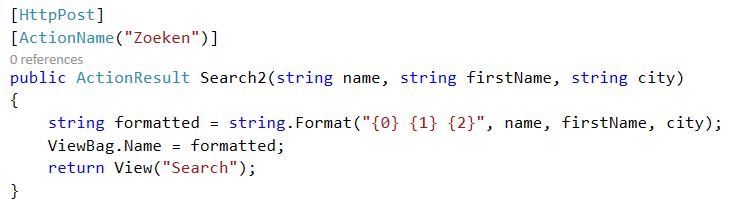 [HttpPost]
[ActionName("Zoeken")]
0 references
public ActionResult Search2(string name, string firstName, string city)
{
    string formatted = string.Format("{0} {1} {2}", name, firstName, city);
    ViewBag.Name = formatted;
    return View("Search");
}